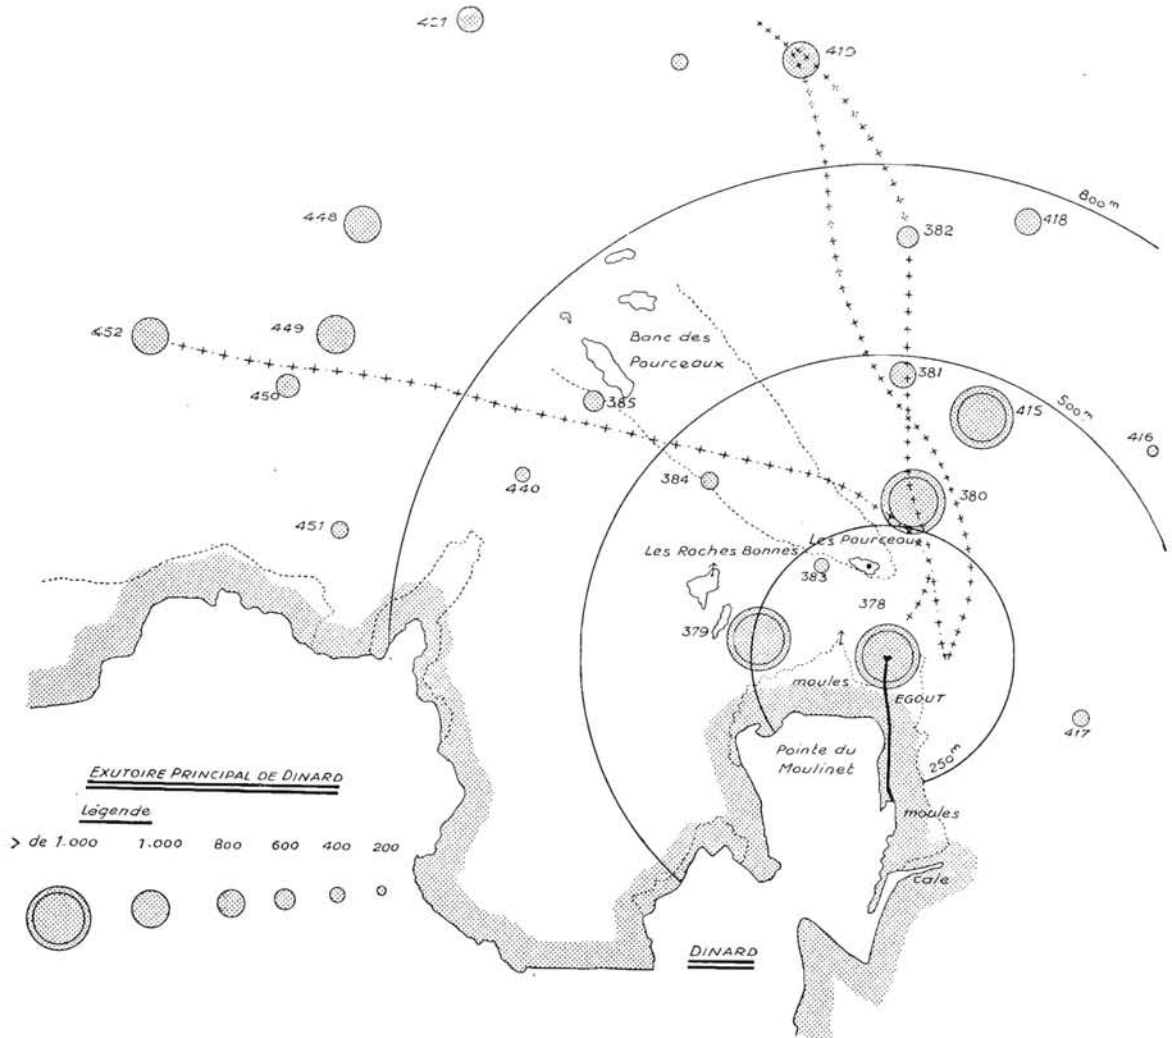 421
419
800 m
448
382
418
452
449
Banc des
Pourceaux
450
385
381
415
500 m
416
440
384
380
451
Les Roches Bonnes
Les Pourceaux
383
378
379
moules
EGOUT
417
Pointe du
Moulinet
250 m
EXUTOIRE PRINCIPAL DE DINARD
Légende
> de 1.000 1.000 800 600 400 200
moules
cale
DINARD